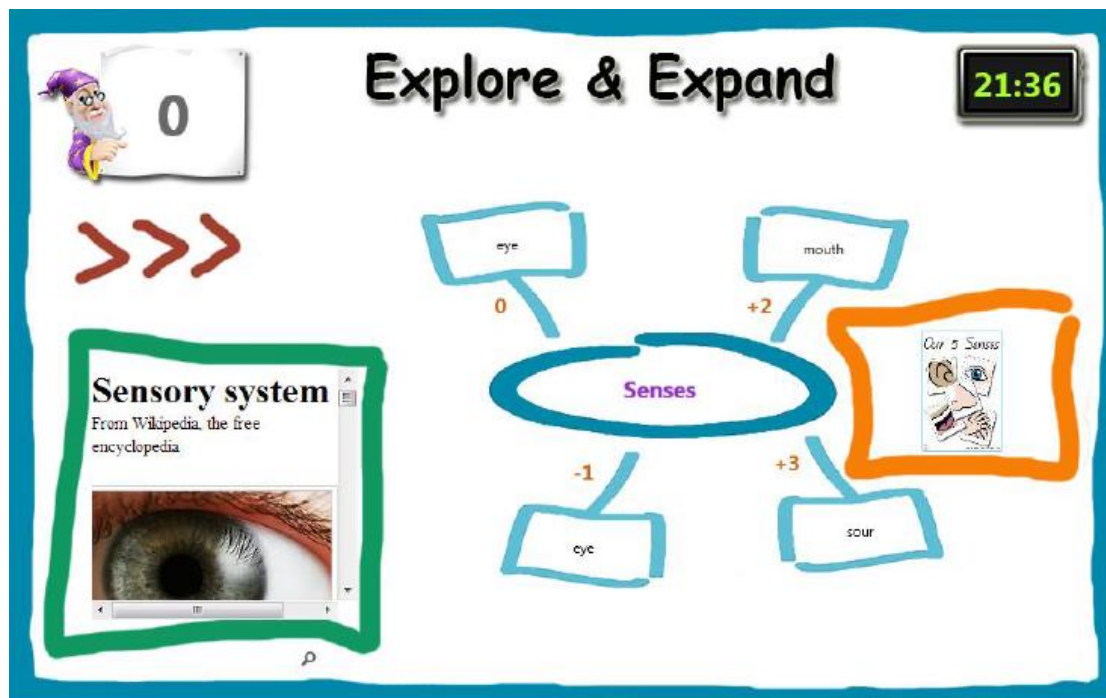 Explore & Expand
0
21:36
eye
mouth
0
+2
Our 5 Senses
Senses
Sensory system
From Wikipedia, the free
encyclopedia
-1
+3
eye
sour